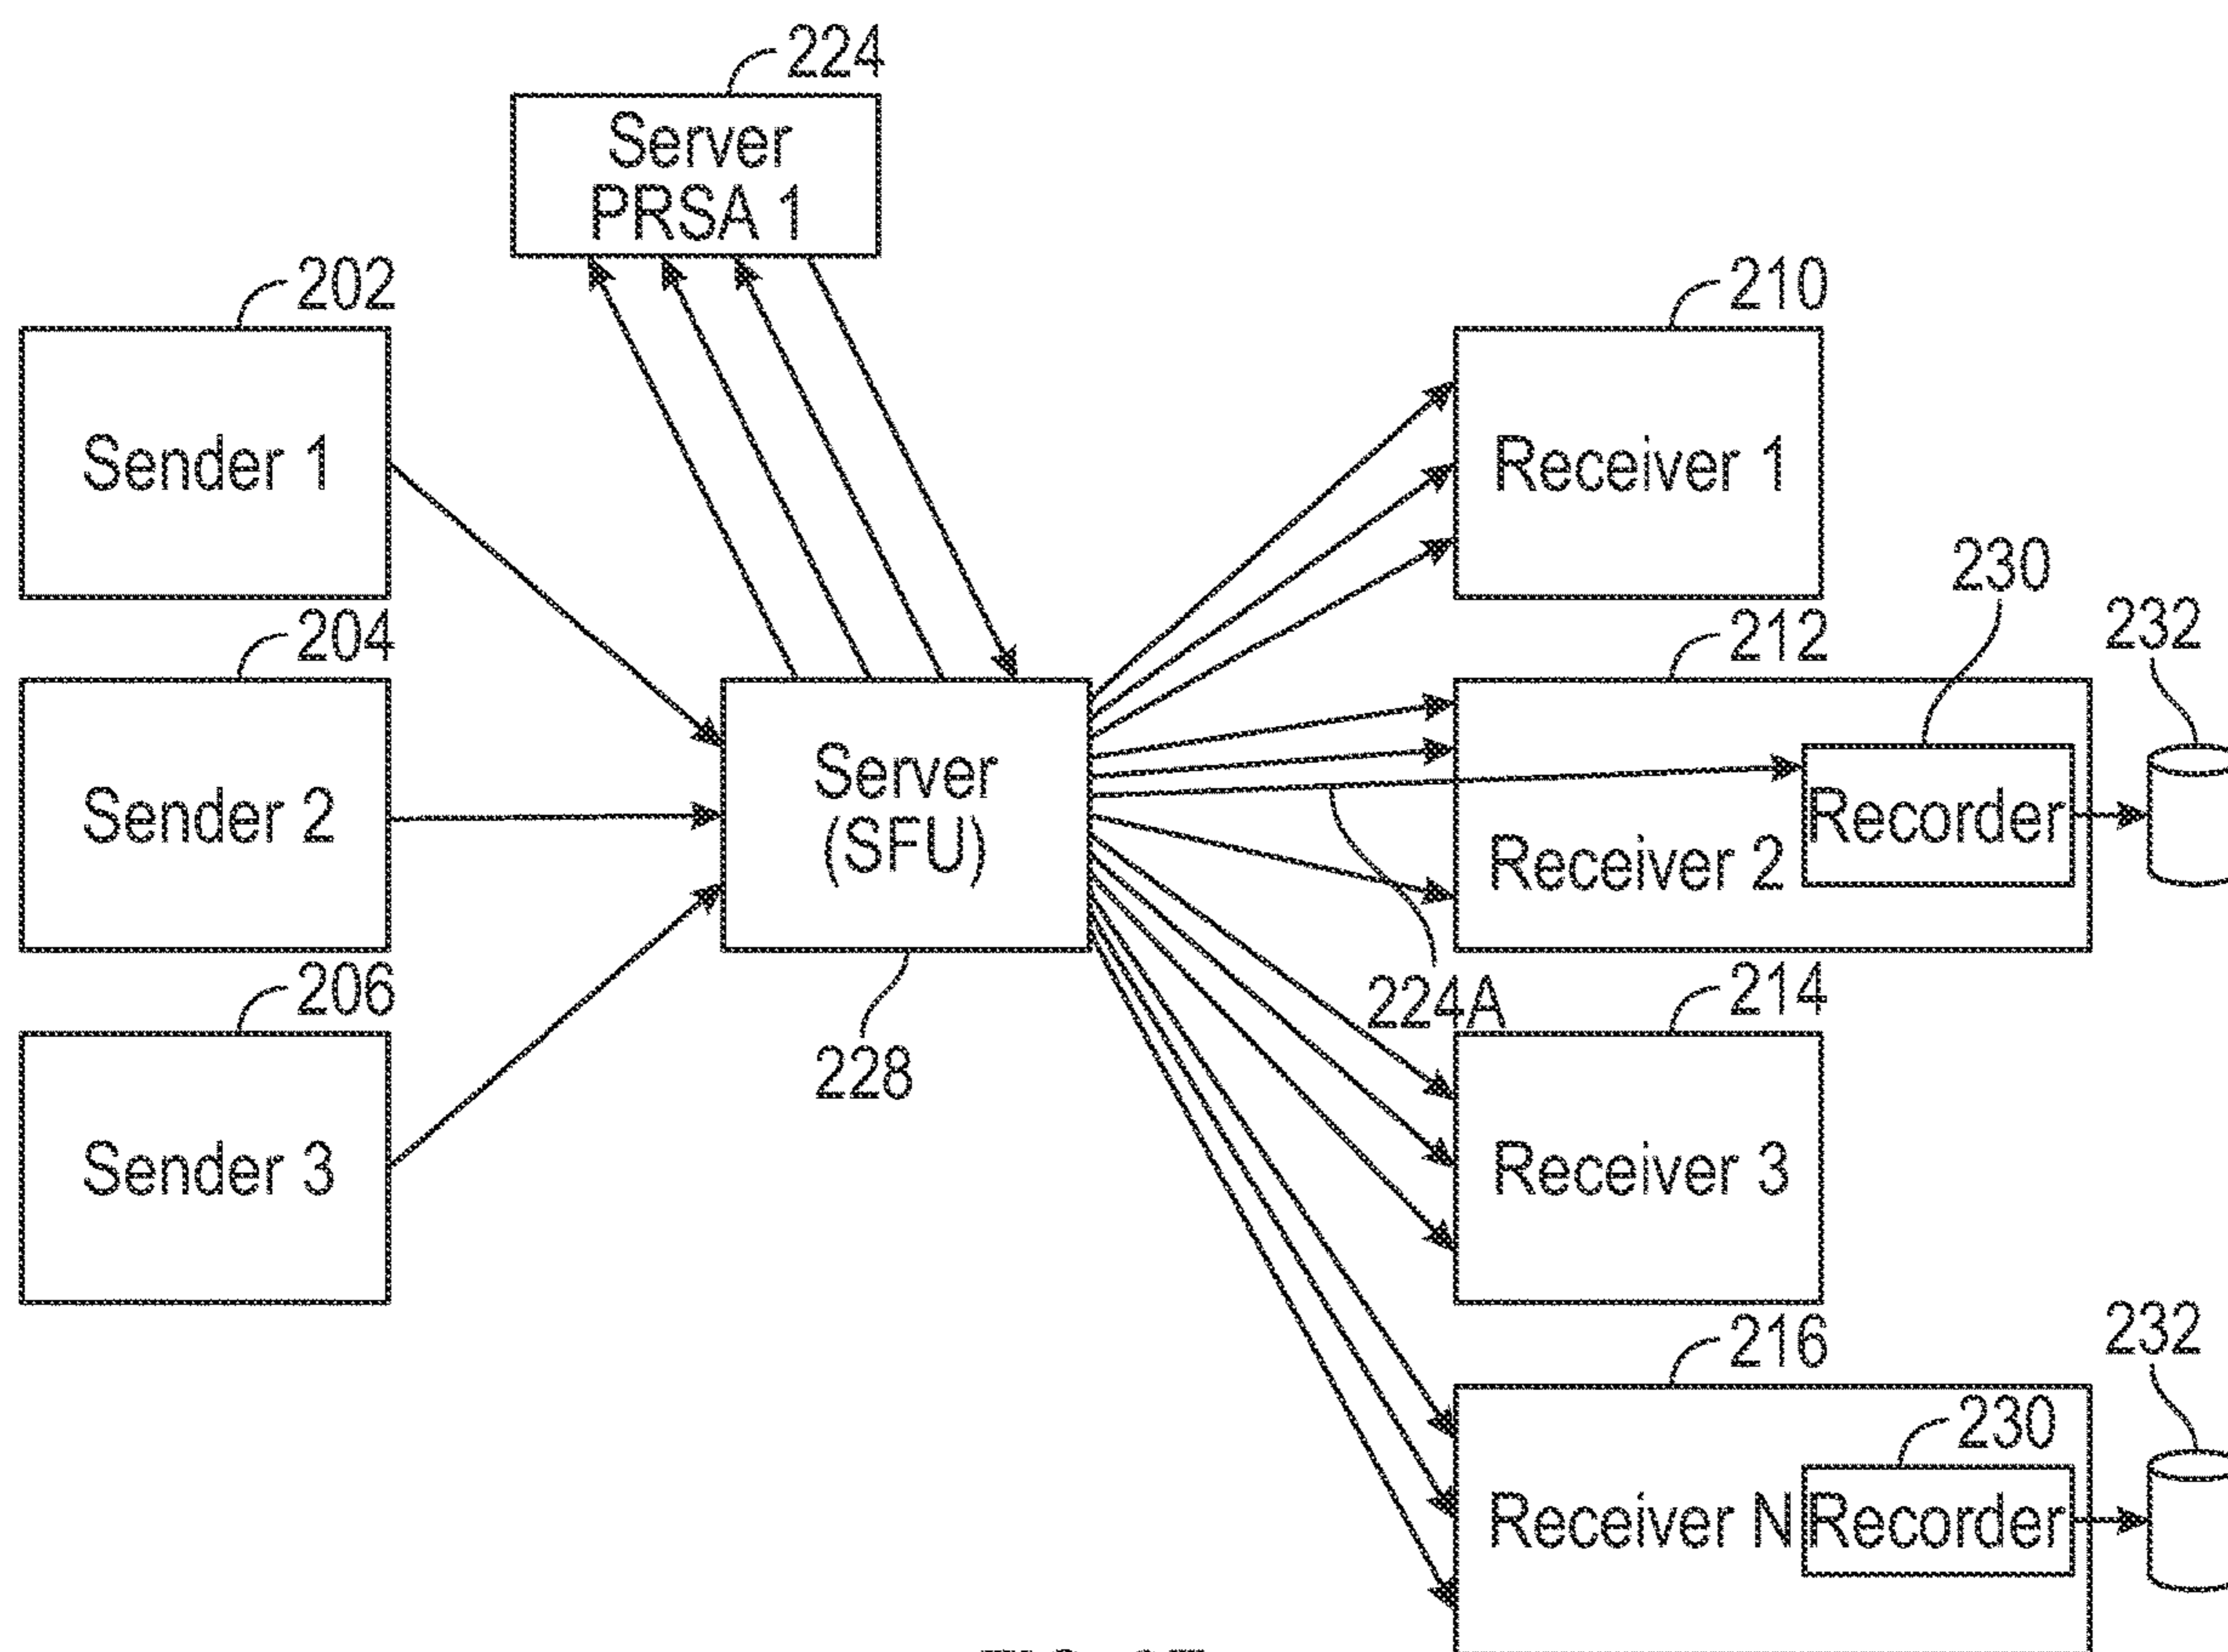 224
Server
PRSA 1
202
Sender 1
210
Receiver 1
204
Sender 2
Server
(SFU)
228
212
Receiver 2
230
Recorder
232
224A
206
Sender 3
214
Receiver 3
216
Receiver N
230
Recorder
232